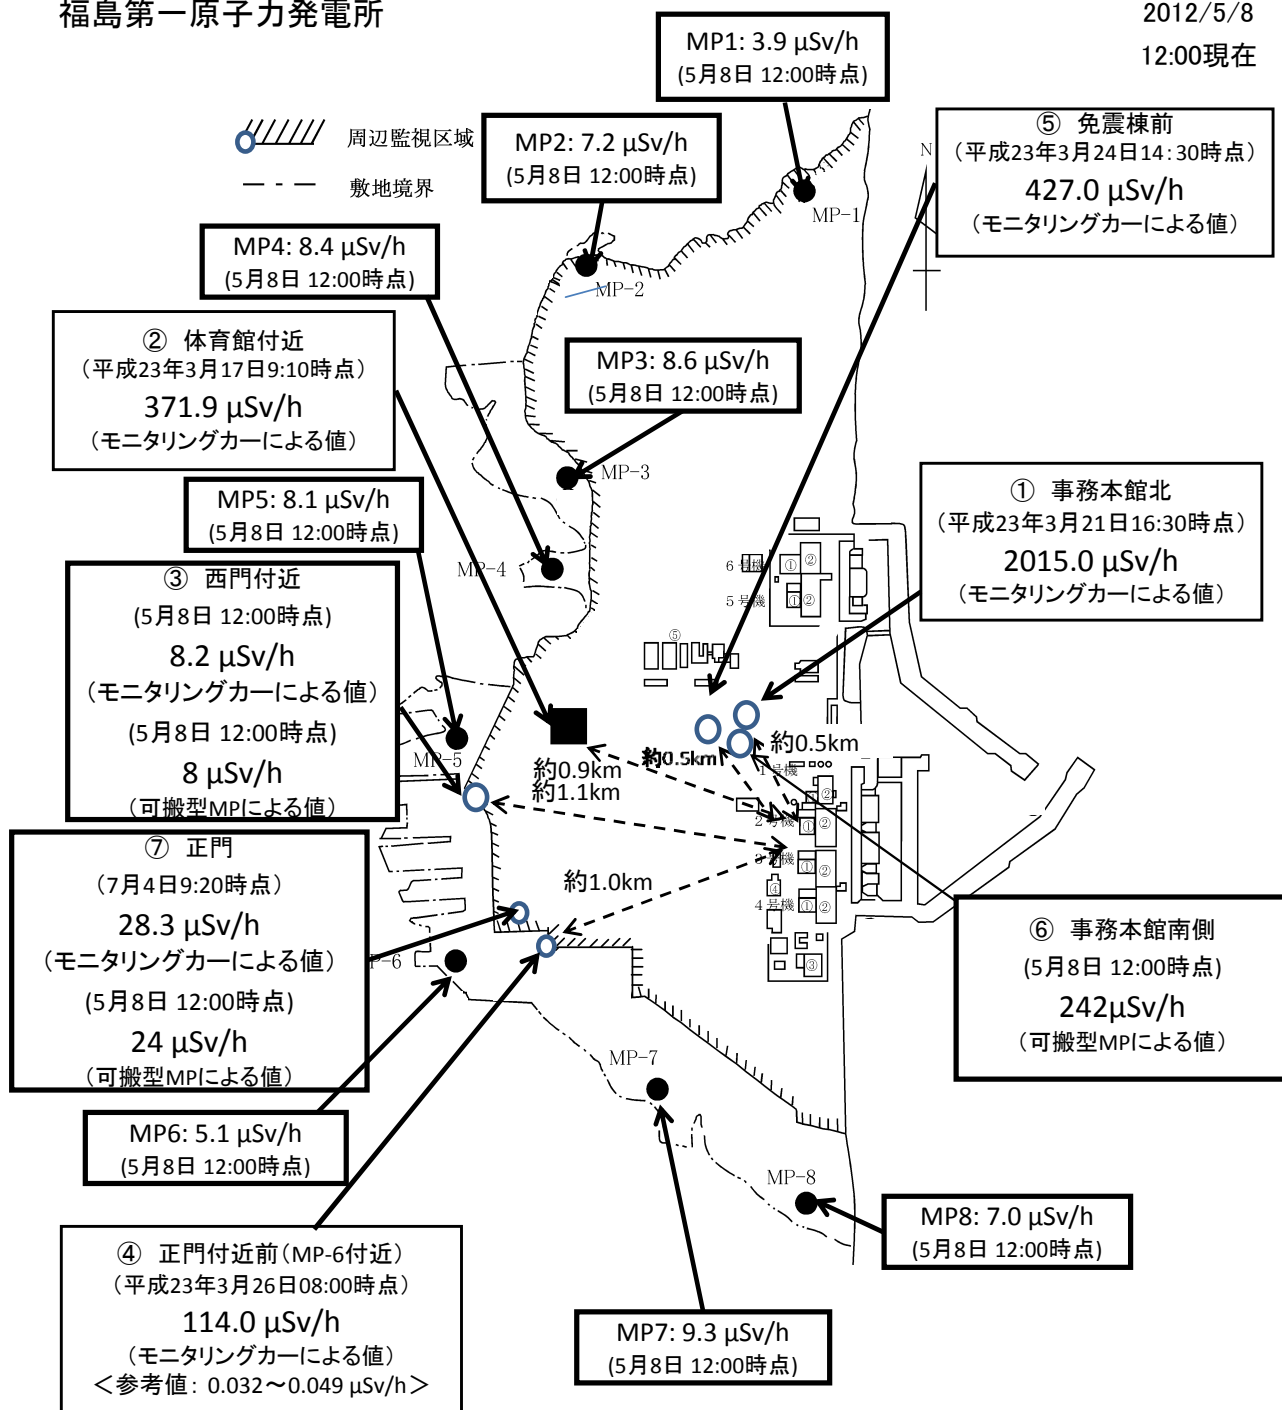 福島第一原子力発電所
2012/5/8
12:00現在
周辺監視区域
敷地境界
MP1: 3.9 μSv/h
(5月8日 12:00時点)
MP2: 7.2 μSv/h
(5月8日 12:00時点)
⑤ 免震棟前
（平成23年3月24日14:30時点）
427.0 μSv/h
（モニタリングカーによる値）
N
MP-1
MP4: 8.4 μSv/h
(5月8日 12:00時点)
MP-2
② 体育館付近
（平成23年3月17日9:10時点）
371.9 μSv/h
（モニタリングカーによる値）
MP3: 8.6 μSv/h
(5月8日 12:00時点)
MP-3
MP5: 8.1 μSv/h
(5月8日 12:00時点)
① 事務本館北
（平成23年3月21日16:30時点）
2015.0 μSv/h
（モニタリングカーによる値）
MP-4
6号機
①
②
5号機
①
②
⑤
③ 西門付近
(5月8日 12:00時点)
8.2 μSv/h
（モニタリングカーによる値）
(5月8日 12:00時点)
8 μSv/h
（可搬型MPによる値）
MP-5
約0.9km
約1.1km
約0.5km
約0.5km
1号機
②
2号機
①
②
3号機
①
②
④
4号機
①
②
③
約1.0km
⑦ 正門
(7月4日9:20時点)
28.3 μSv/h
（モニタリングカーによる値）
(5月8日 12:00時点)
24 μSv/h
（可搬型MPによる値）
P-6
⑥ 事務本館南側
(5月8日 12:00時点)
242μSv/h
（可搬型MPによる値）
MP-7
MP6: 5.1 μSv/h
(5月8日 12:00時点)
MP-8
MP8: 7.0 μSv/h
(5月8日 12:00時点)
④ 正門付近前（MP-6付近）
（平成23年3月26日08:00時点）
114.0 μSv/h
（モニタリングカーによる値）
＜参考値: 0.032～0.049 μSv/h＞
MP7: 9.3 μSv/h
(5月8日 12:00時点)